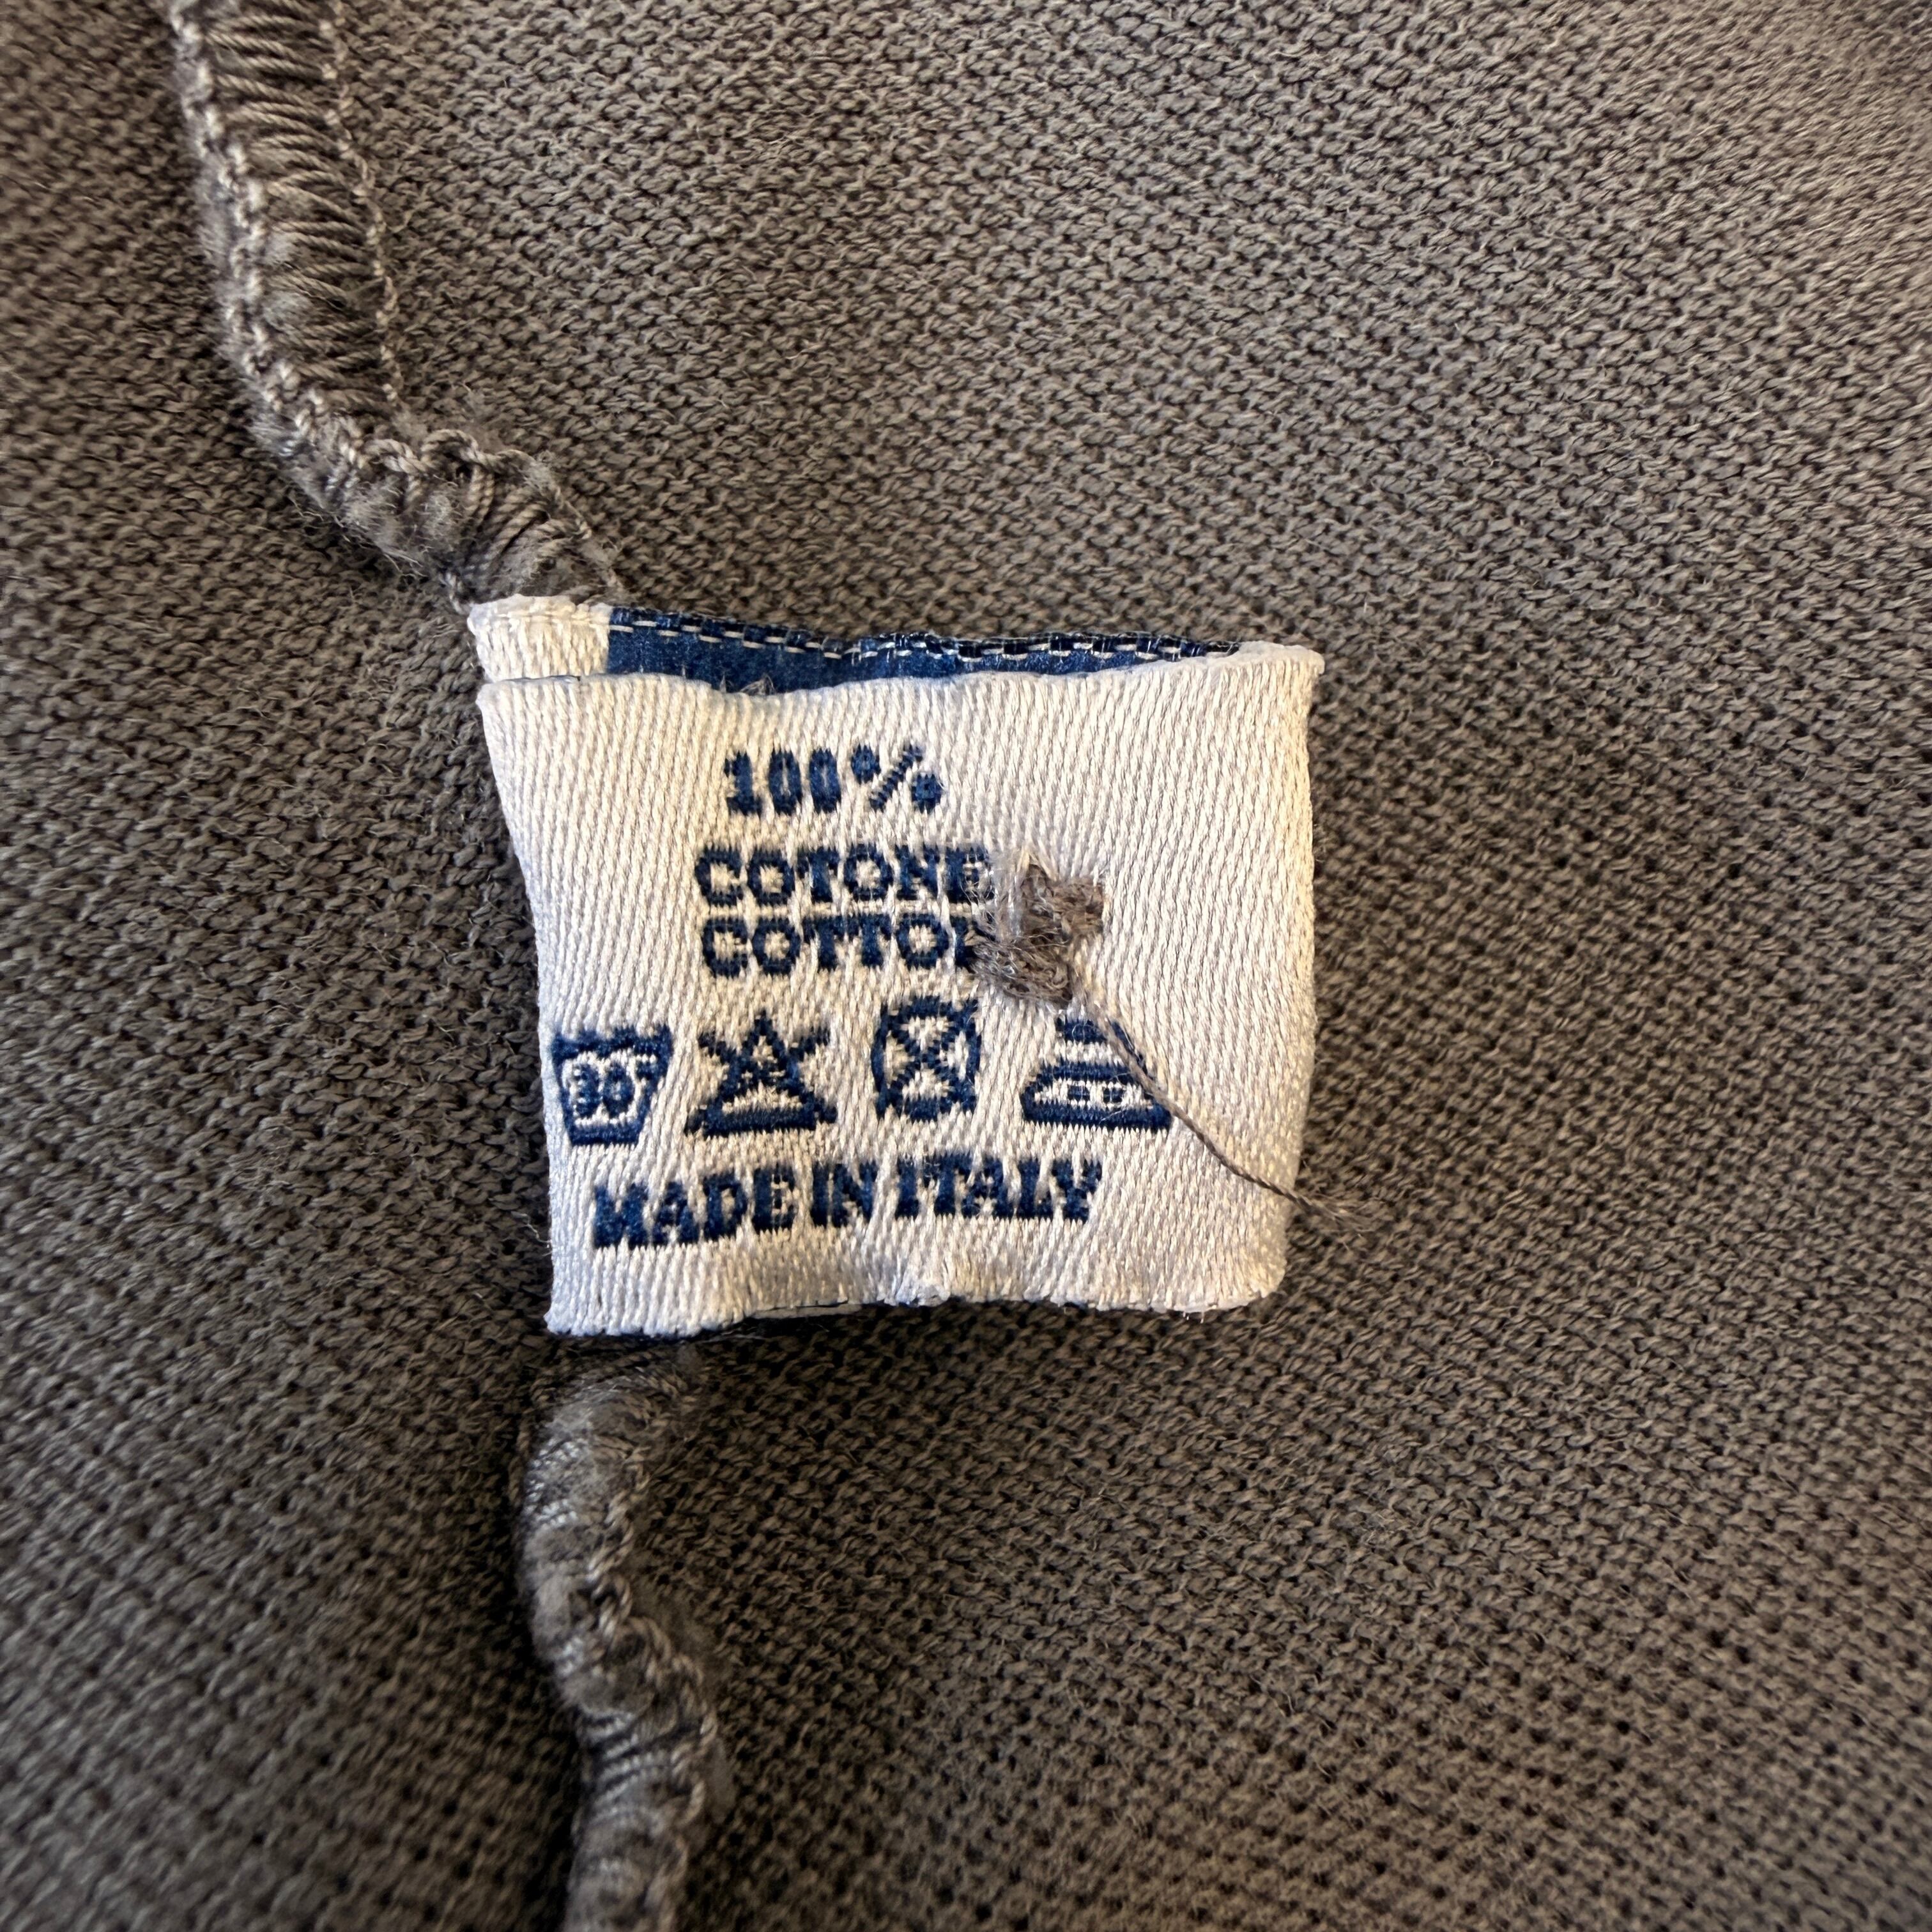 100%
COTONE
COTTON
30°
MADE IN ITALY